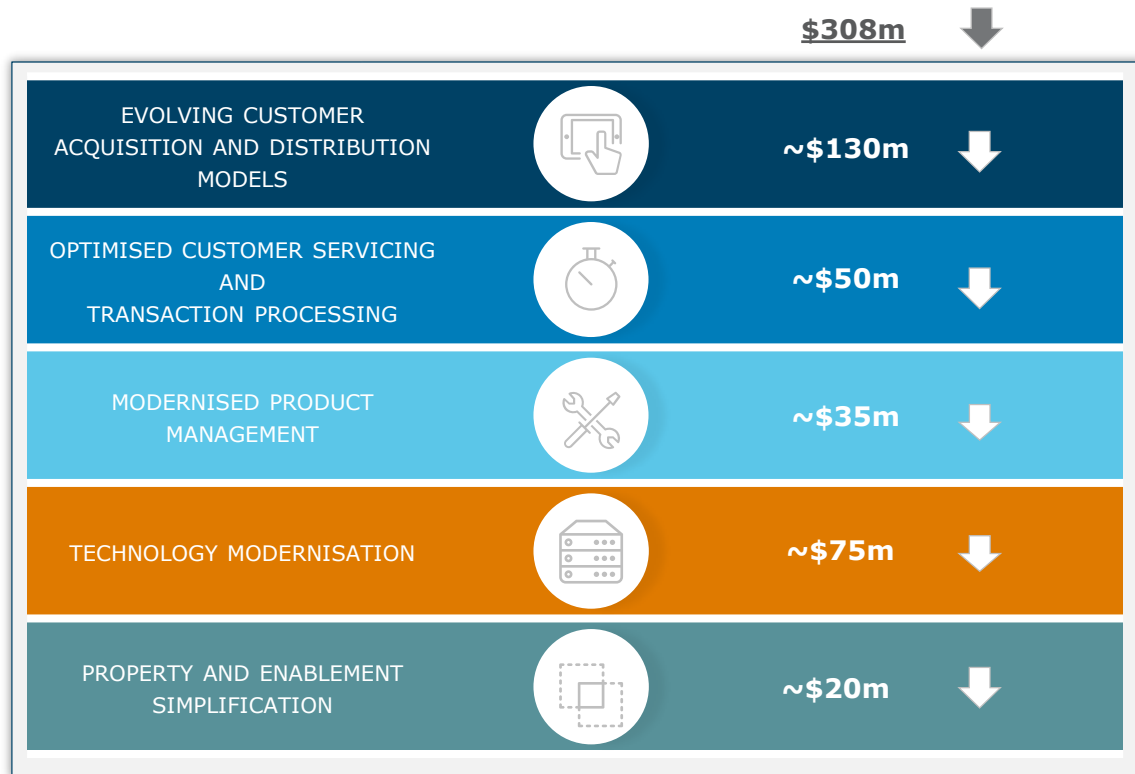 $308m
EVOLVING CUSTOMER
ACQUISITION AND DISTRIBUTION
MODELS
~$130m
OPTIMISED CUSTOMER SERVICING
AND
TRANSACTION PROCESSING
~$50m
MODERNISED PRODUCT
MANAGEMENT
~$35m
TECHNOLOGY MODERNISATION
~$75m
PROPERTY AND ENABLEMENT
SIMPLIFICATION
~$20m